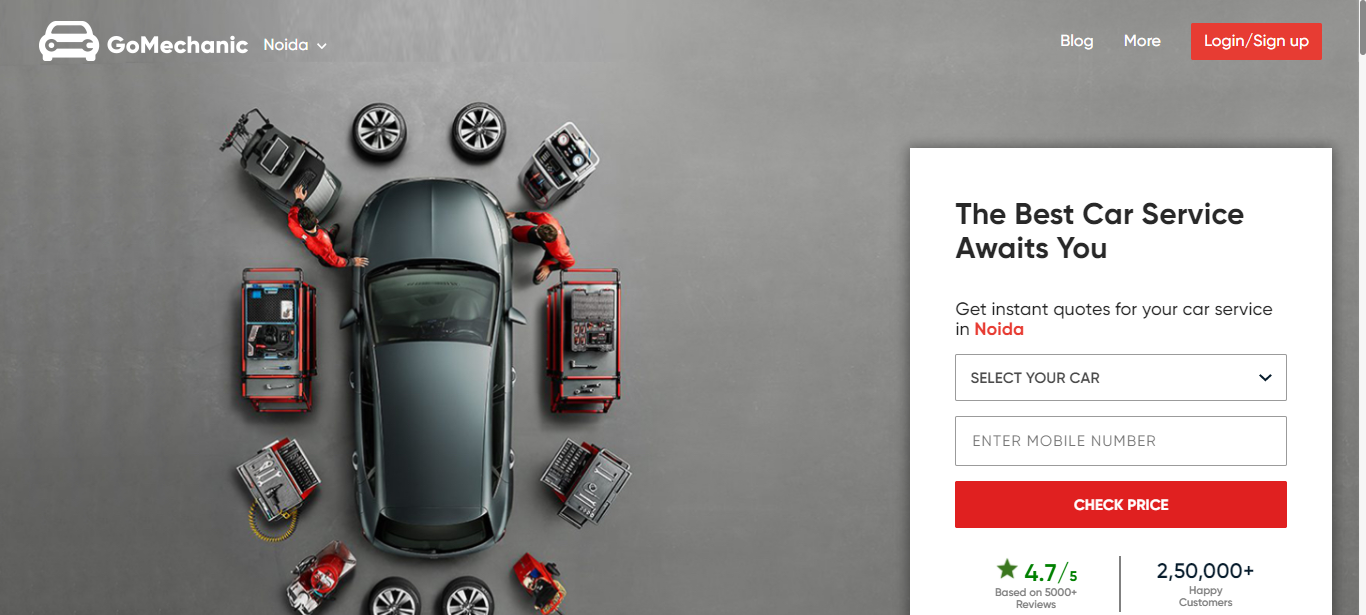 GoMechanic
Noida
Blog
More
Login/Sign up
The Best Car Service
Awaits You
Get instant quotes for your car service
in Noida
SELECT YOUR CAR
ENTER MOBILE NUMBER
CHECK PRICE
4.7/5
Based on 5000+
Reviews
2,50,000+
Happy
Customers